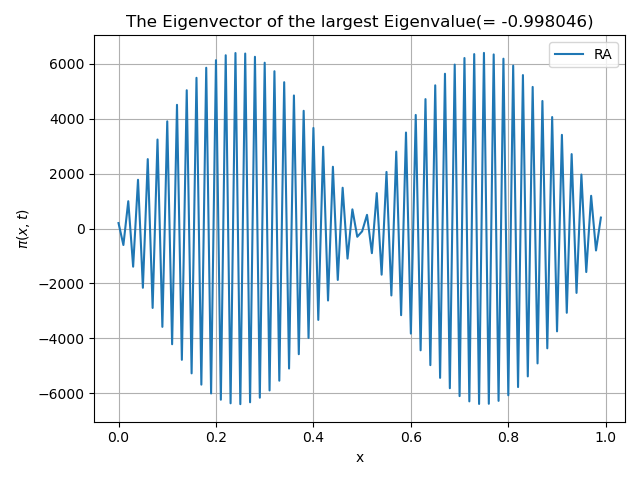 The Eigenvector of the largest Eigenvalue(= -0.998046)
RA
6000
4000
2000
0
−2000
−4000
−6000
π(x, t)
0.0 0.2 0.4 0.6 0.8 1.0
x